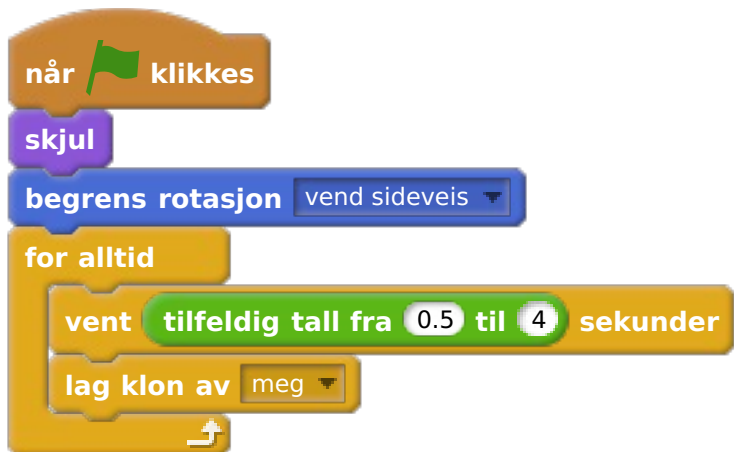 når klikkes
skjul
begrens rotasjon vend sideveis
for alltid
vent tilfeldig tall fra 0.5 til 4 sekunder
lag klon av meg